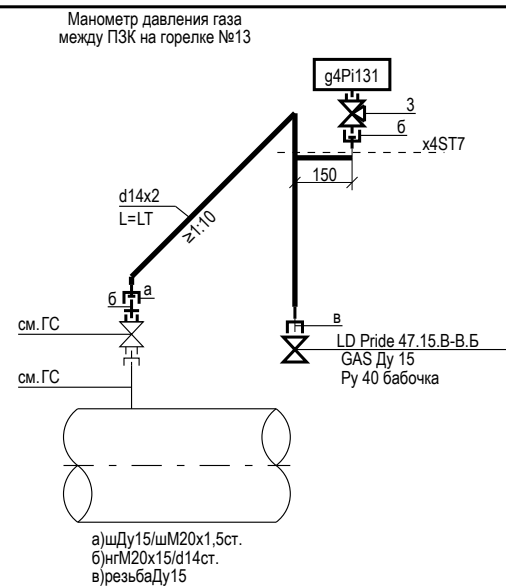 Манометр давления газа
между ПЗК на горелке №13
g4Pi131
3
б
x4ST7
150
d14x2
L=LT
≥1:10
а
б
см.ГС
в
LD Pride 47.15.В-В.Б
GAS Ду 15
Ру 40 бабочка
см.ГС
а)шДу15/шМ20х1,5ст.
б)нгМ20х15/d14ст.
в)резьбаДу15